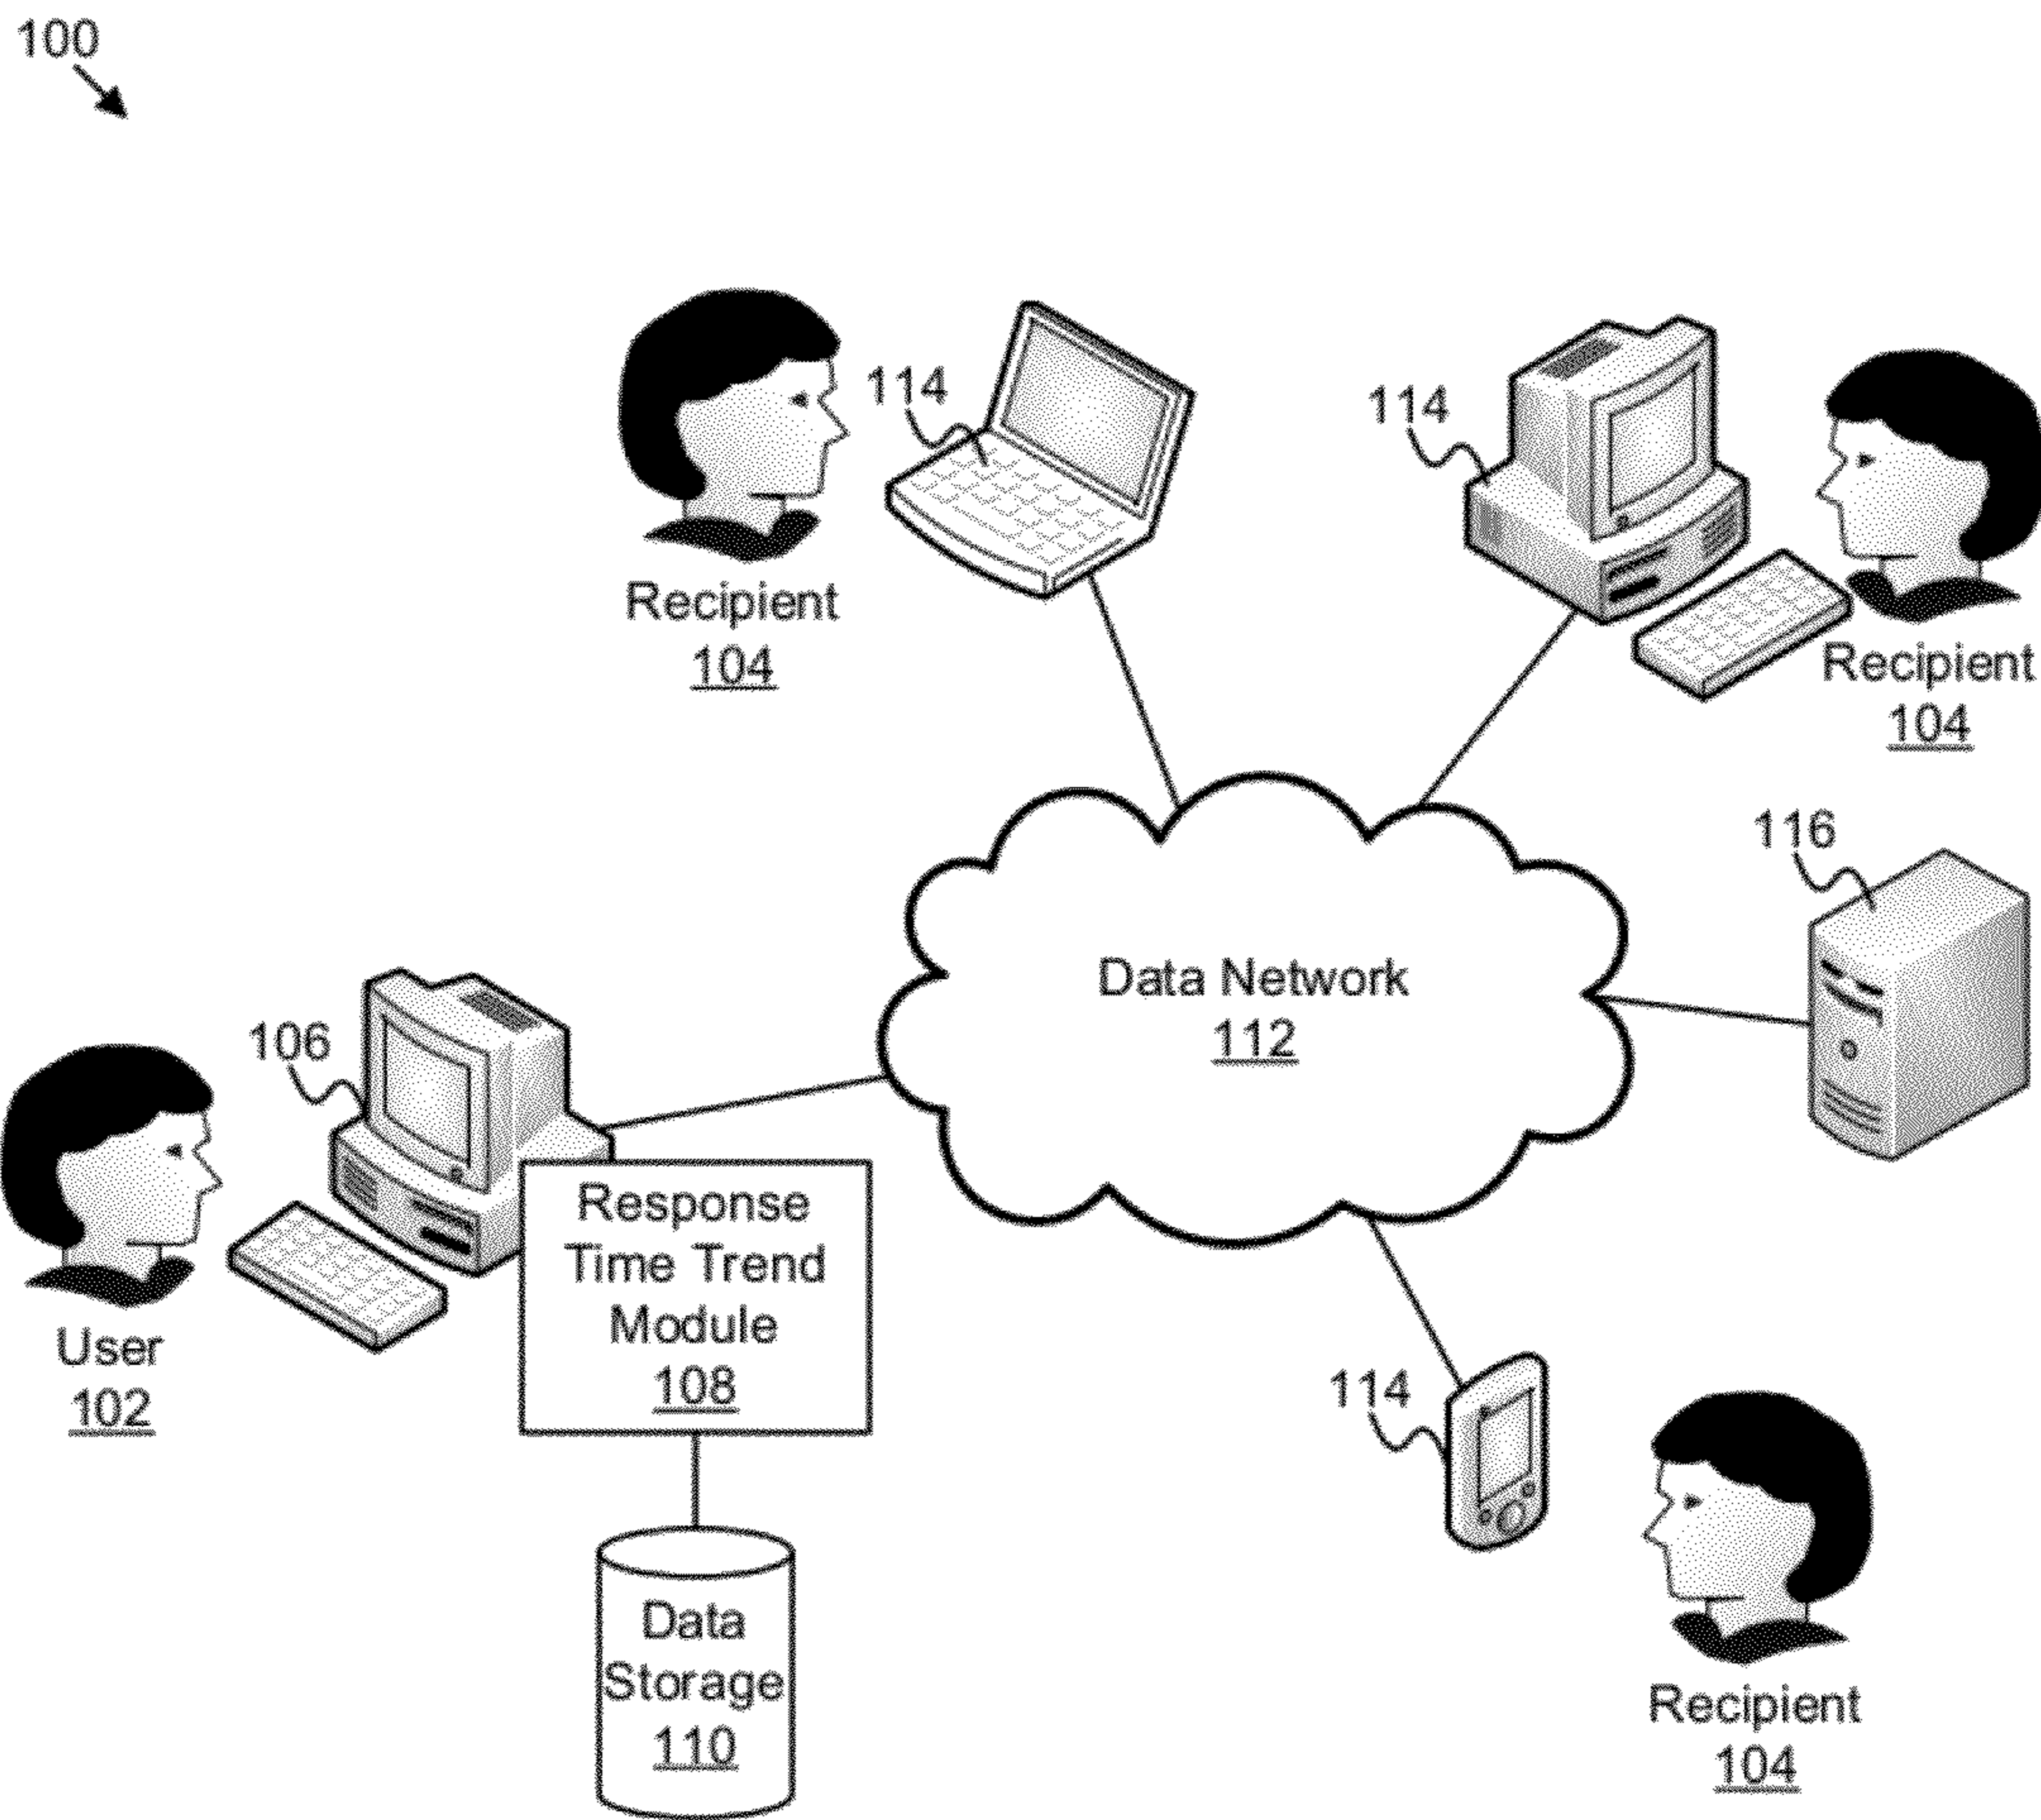 100
114
114
Recipient
104
Recipient
104
116
Data Network
112
106
Response
Time Trend
Module
108
User
102
114
Data
Storage
110
Recipient
104